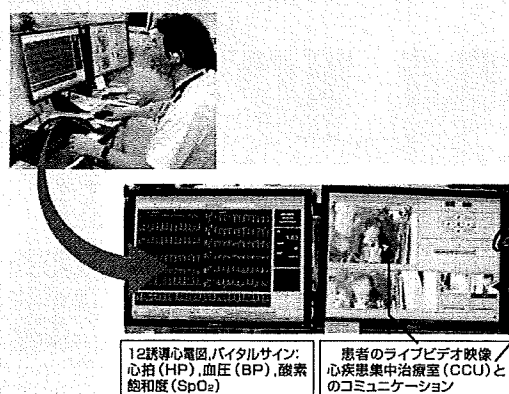 12誘導心電図,バイタルサイン:
心拍(HP),血圧(BP),酸素
飽和度(SpO₂)
患者のライブビデオ映像/
心疾患集中治療室(CCU)と
のコミュニケーション